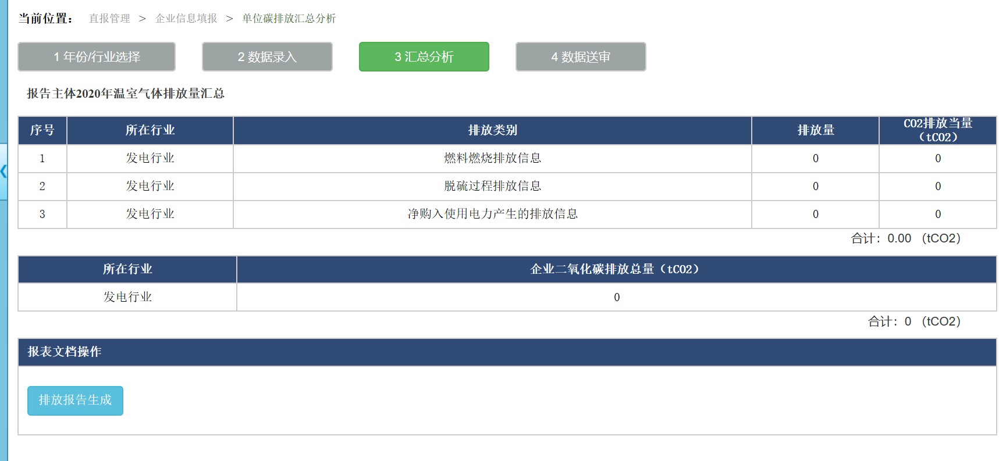 当前位置： 直报管理 > 企业信息填报 > 单位碳排放汇总分析
1 年份/行业选择 2 数据录入 3 汇总分析 4 数据送审
报告主体2020年温室气体排放量汇总
序号 所在行业 排放类别 排放量 CO2排放当量
（tCO2）
1 发电行业 燃料燃烧排放信息 0 0
2 发电行业 脱硫过程排放信息 0 0
3 发电行业 净购入使用电力产生的排放信息 0 0
合计：0.00 （tCO2）
所在行业 企业二氧化碳排放总量（tCO2）
发电行业 0
合计：0 （tCO2）
报表文档操作
排放报告生成